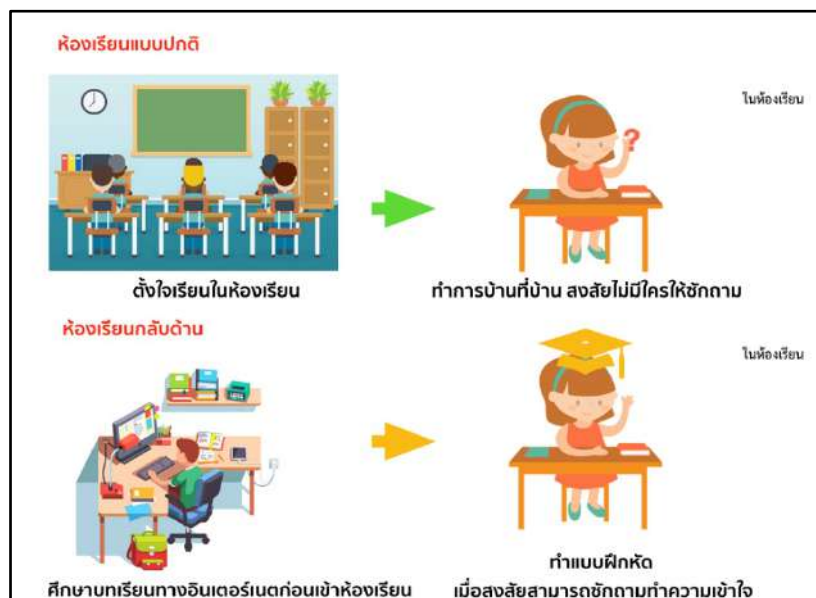 ห้องเรียนแบบปกติ
ในห้องเรียน
?
ตั้งใจเรียนในห้องเรียน
ทำการบ้านที่บ้าน สงสัยไม่มีใครให้ซักถาม
ห้องเรียนกลับด้าน
ในห้องเรียน
ศึกษาบทเรียนทางอินเตอร์เนตก่อนเข้าห้องเรียน
ทำแบบฝึกหัด
เมื่อสงสัยสามารถซักถามทำความเข้าใจ